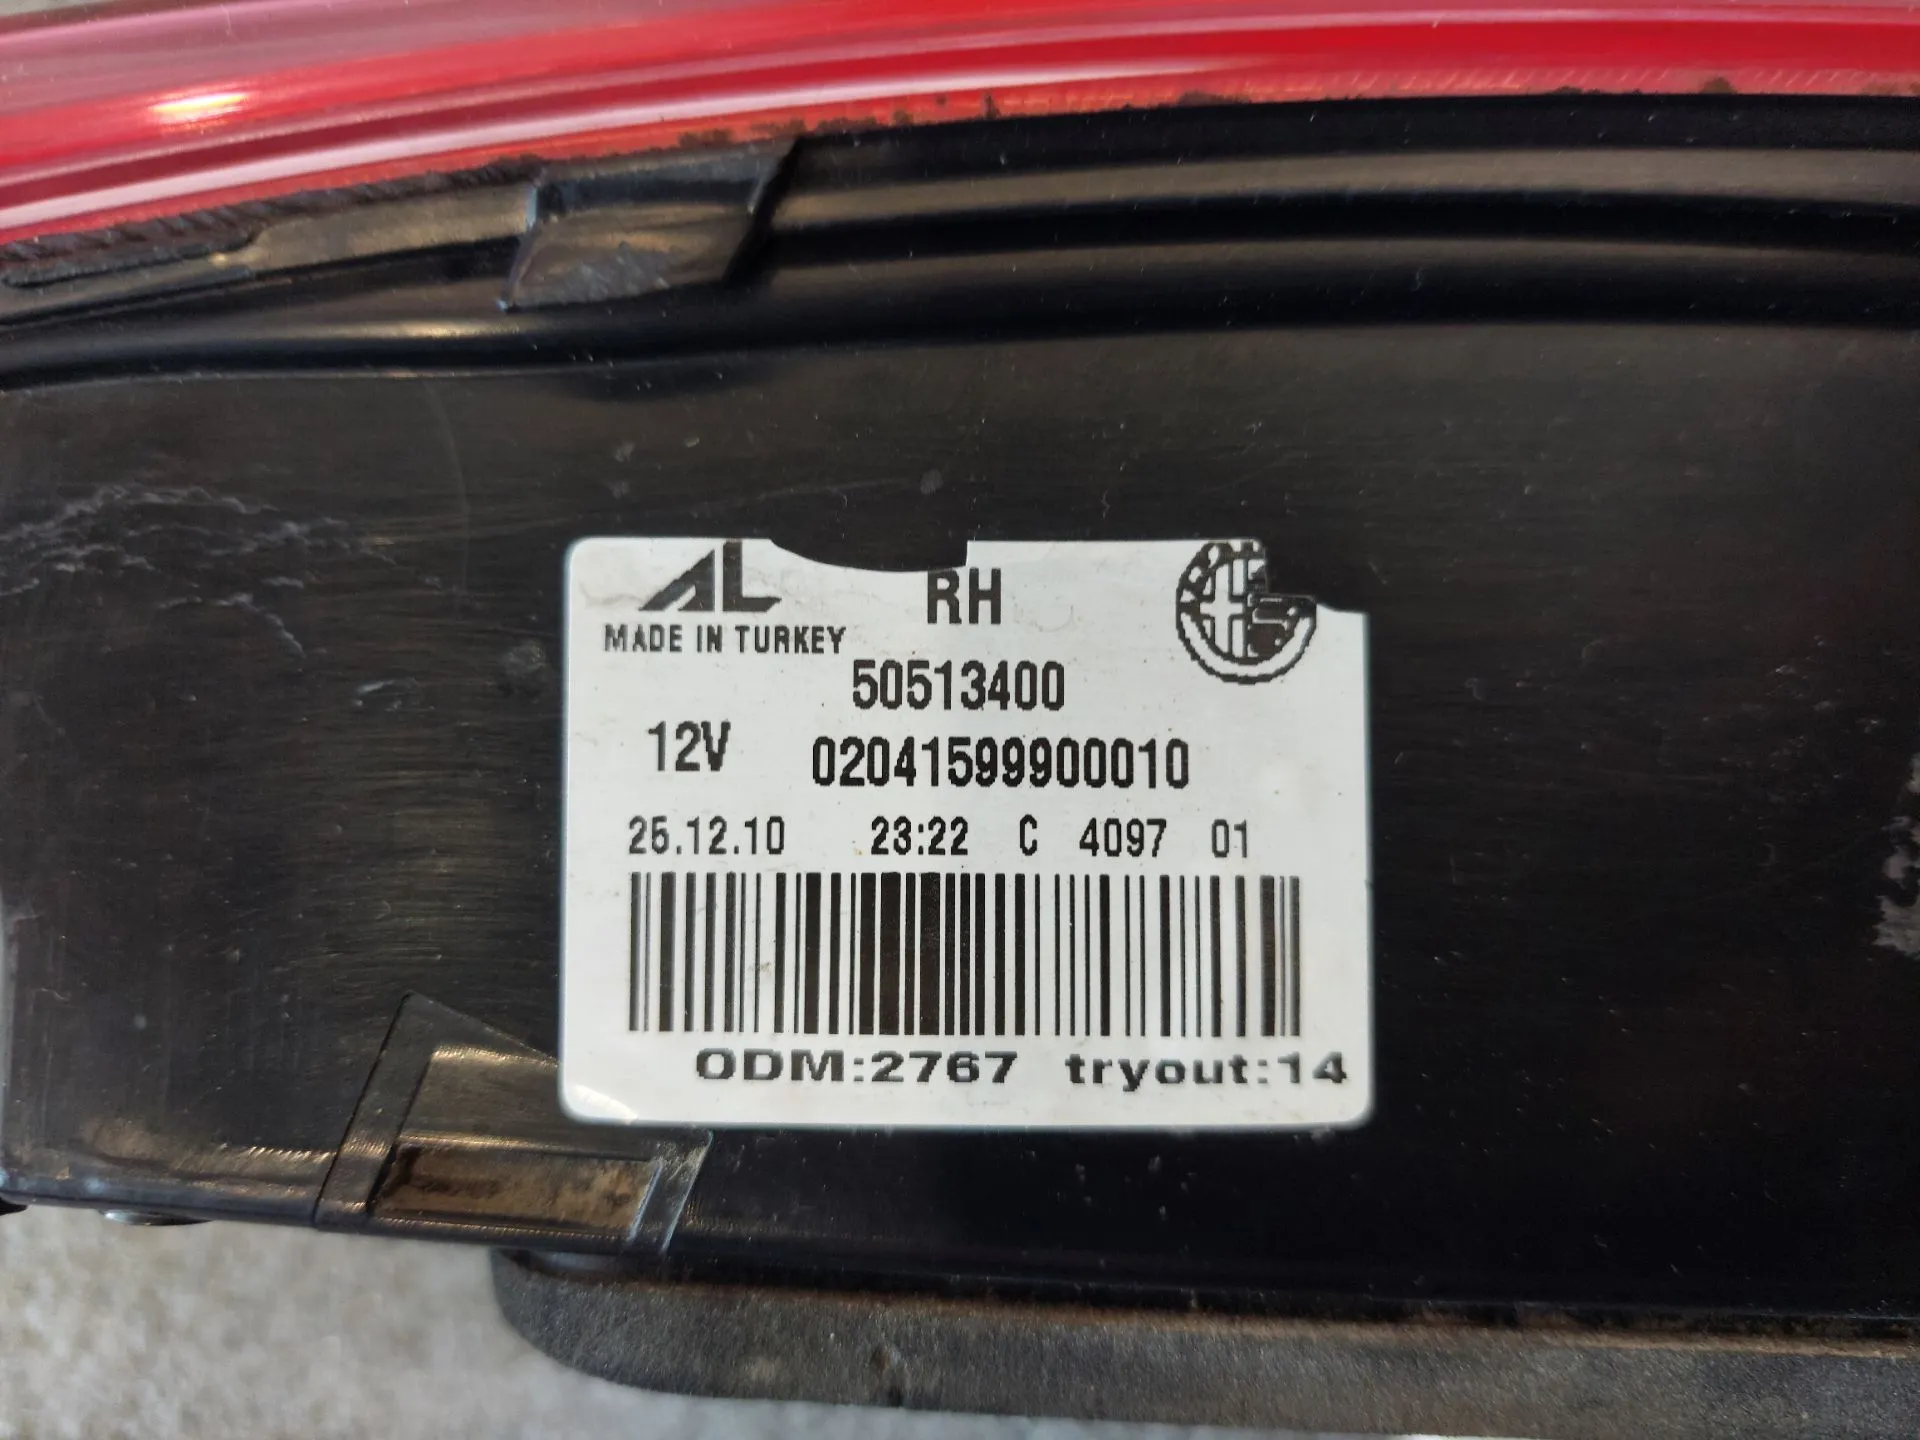 AL RH
MADE IN TURKEY
50513400
12V 02041599900010
25.12.10 23:22 C 4097 01
ODM:2767 tryout:14